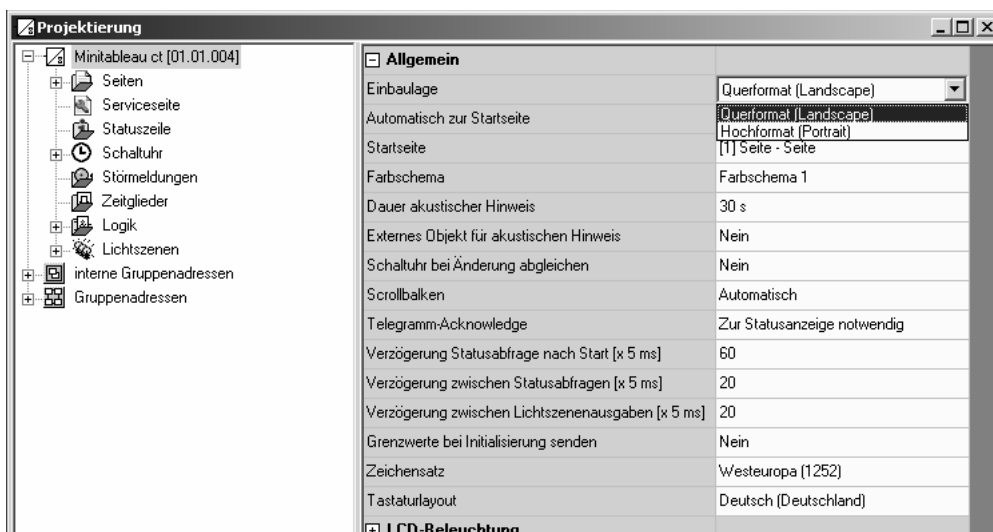 Projektierung
Minitableau ct [01.01.004]
Seiten
Serviceseite
Statuszeile
Schaltuhr
Störmeldungen
Zeitglieder
Logik
Lichtszenen
interne Gruppenadressen
Gruppenadressen
Allgemein
Einbaulage Querformat (Landscape)
Querformat (Landscape)
Hochformat (Portrait)
Automatisch zur Startseite
Startseite [1] Seite - Seite
Farbschema Farbschema 1
Dauer akustischer Hinweis 30 s
Externes Objekt für akustischen Hinweis Nein
Schaltuhr bei Änderung abgleichen Nein
Scrollbalken Automatisch
Telegramm-Acknowledge Zur Statusanzeige notwendig
Verzögerung Statusabfrage nach Start [x 5 ms] 60
Verzögerung zwischen Statusabfragen [x 5 ms] 20
Verzögerung zwischen Lichtszenenausgaben [x 5 ms] 20
Grenzwerte bei Initialisierung senden Nein
Zeichensatz Westeuropa (1252)
Tastaturlayout Deutsch (Deutschland)
LCD-Beleuchtung